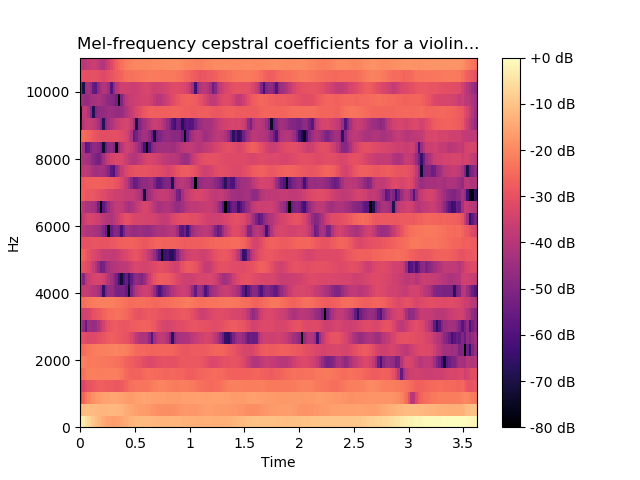 Mel-frequency cepstral coefficients for a violin...
Hz
10000
8000
6000
4000
2000
0
0 0.5 1 1.5 2 2.5 3 3.5
Time
+0 dB
-10 dB
-20 dB
-30 dB
-40 dB
-50 dB
-60 dB
-70 dB
-80 dB